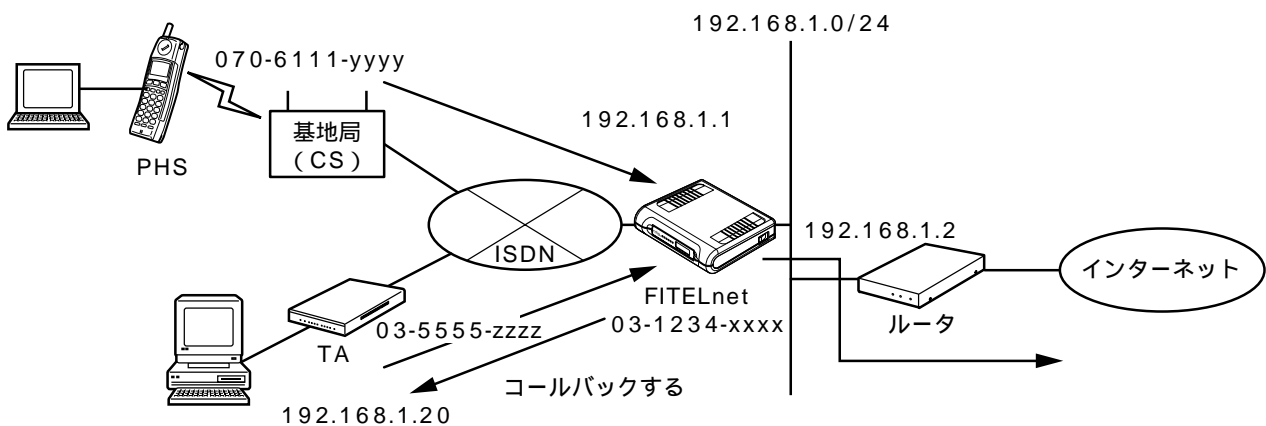 192.168.1.0/24
070-6111-yyyy
192.168.1.1
基地局
(CS)
PHS
192.168.1.2
ISDN
インターネット
FITELnet
03-5555-zzzz
03-1234-xxxx
ルータ
TA
コールバックする
192.168.1.20